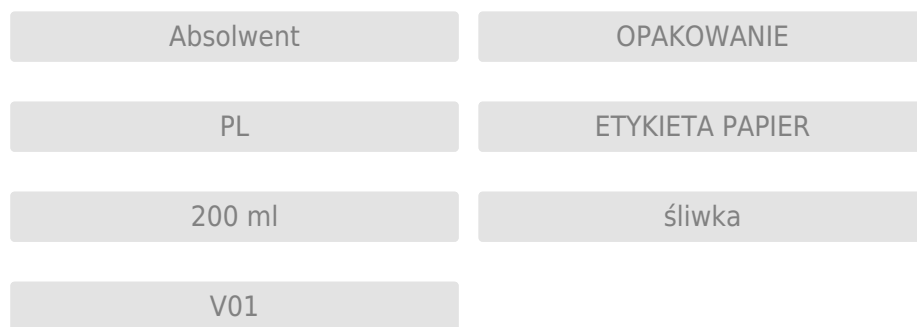 Absolwent
OPAKOWANIE
PL
ETYKIETA PAPIER
200 ml
śliwka
V01